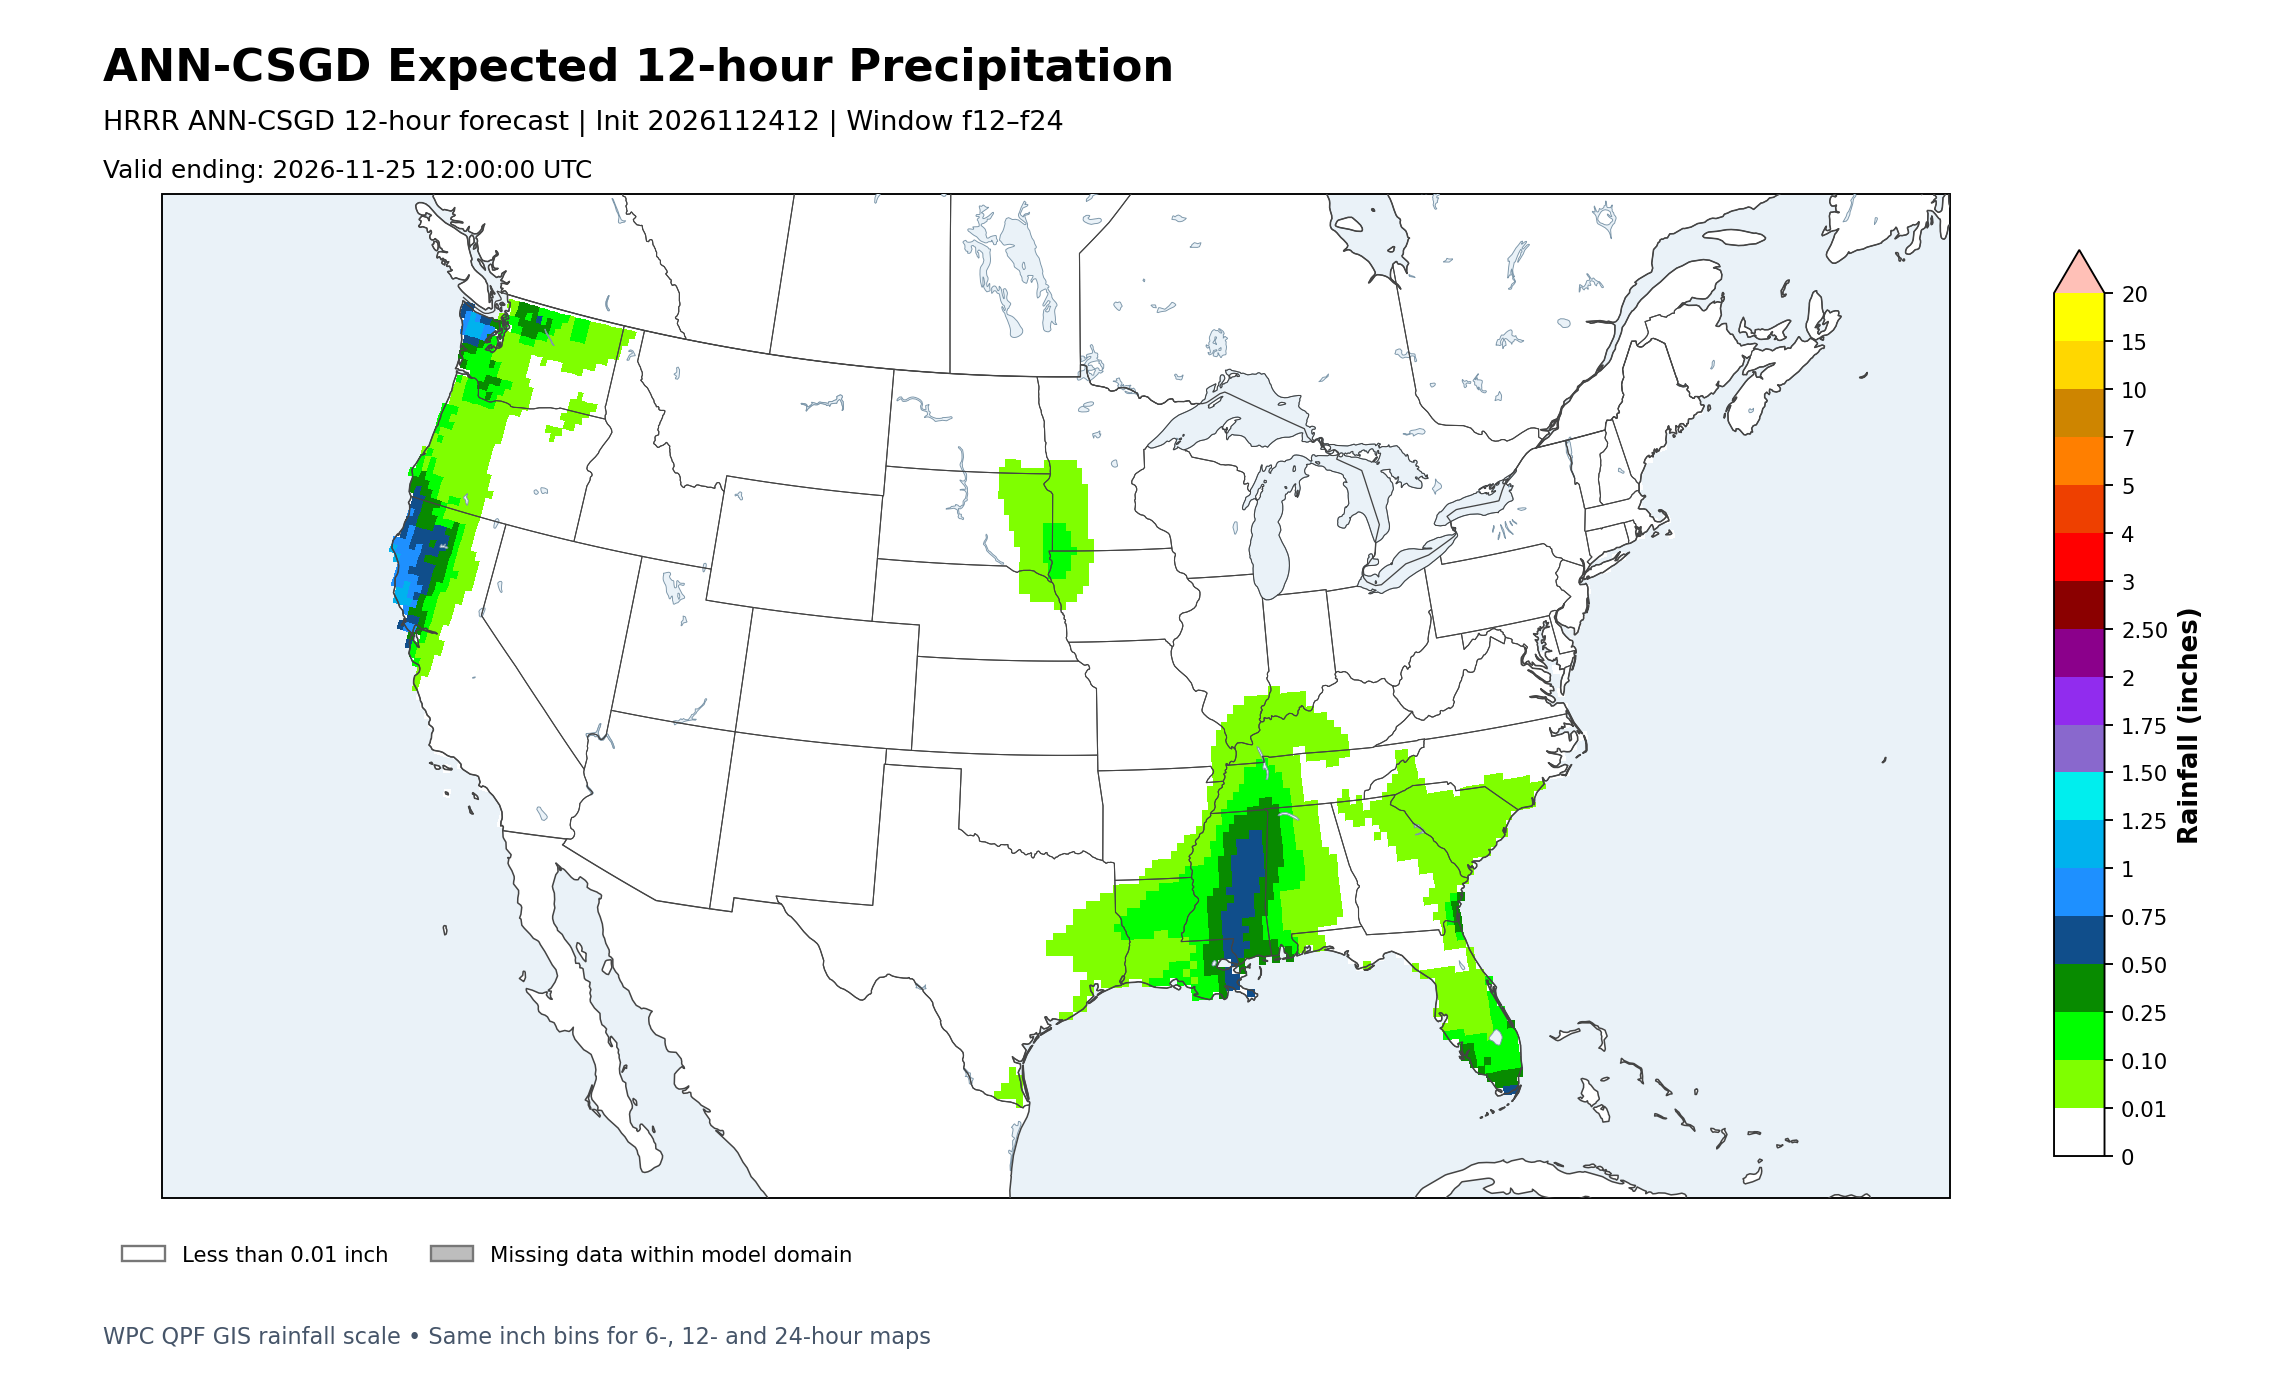 ANN-CSGD Expected 12-hour Precipitation
HRRR ANN-CSGD 12-hour forecast | Init 2026112412 | Window f12–f24
Valid ending: 2026-11-25 12:00:00 UTC
20
15
10
7
5
4
3
2.50
2
1.75
1.50
1.25
1
0.75
0.50
0.25
0.10
0.01
0
Rainfall (inches)
Less than 0.01 inch
Missing data within model domain
WPC QPF GIS rainfall scale • Same inch bins for 6-, 12- and 24-hour maps